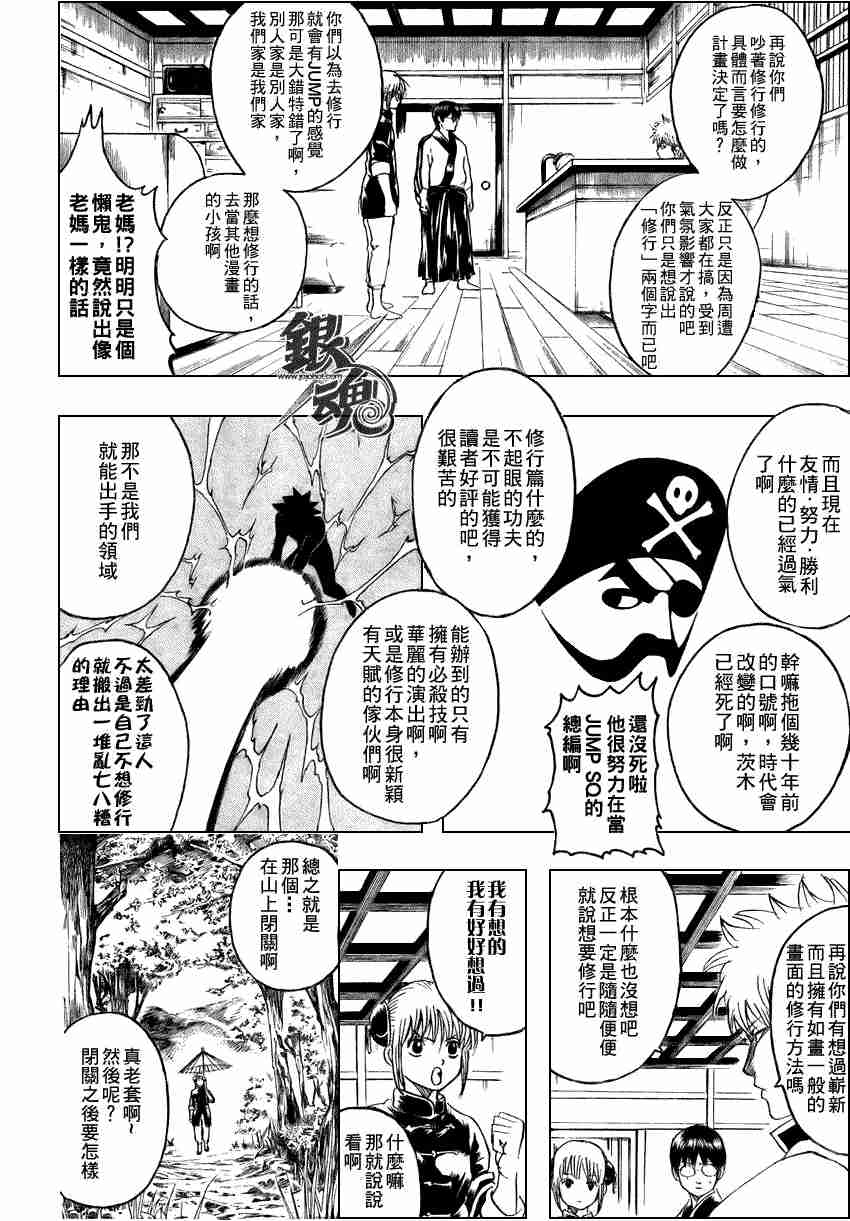 再說你們
吵著修行修行的，
具體而言要怎麼做
計畫決定了嗎？
反正只是因為周遭
大家都在搞，受到
氣氛影響才說的吧
你們只是想說出
「修行」兩個字而已吧
你們以為去修行
就會有JUMP的感覺
那可是大錯特錯了啊，
別人家是別人家，
我們家是我們家
那麼想修行的話，
去當其他漫畫
的小孩啊
老媽!?明明只是個
懶鬼，竟然說出像
老媽一樣的話
銀魂
www.jojohot.com
而且現在
友情·努力·勝利
什麼的已經過氣
了啊
幹嘛拖個幾十年前
的口號啊，時代會
改變的啊，茨木
已經死了啊
還沒死啦
他很努力在當
JUMP SQ的
總編啊
修行篇什麼的，
不起眼的功夫
是不可能獲得
讀者好評的吧，
很艱苦的
能辦到的只有
擁有必殺技啊
華麗的演出啊，
或是修行本身很新穎
有天賦的傢伙們啊
那不是我們
就能出手的領域
太差勁了這人
不過是自己不想修行
就搬出一堆亂七八糟
的理由
再說你們有想過嶄新
而且擁有如畫一般的
畫面的修行方法嗎
根本什麼也沒想吧
反正一定是隨隨便便
就說想要修行吧
我有想的
我有好好想過!!
什麼嘛
那就說說
看啊
總之就是
那個…
在山上閉關啊
真老套啊~
然後呢？
閉關之後要怎樣